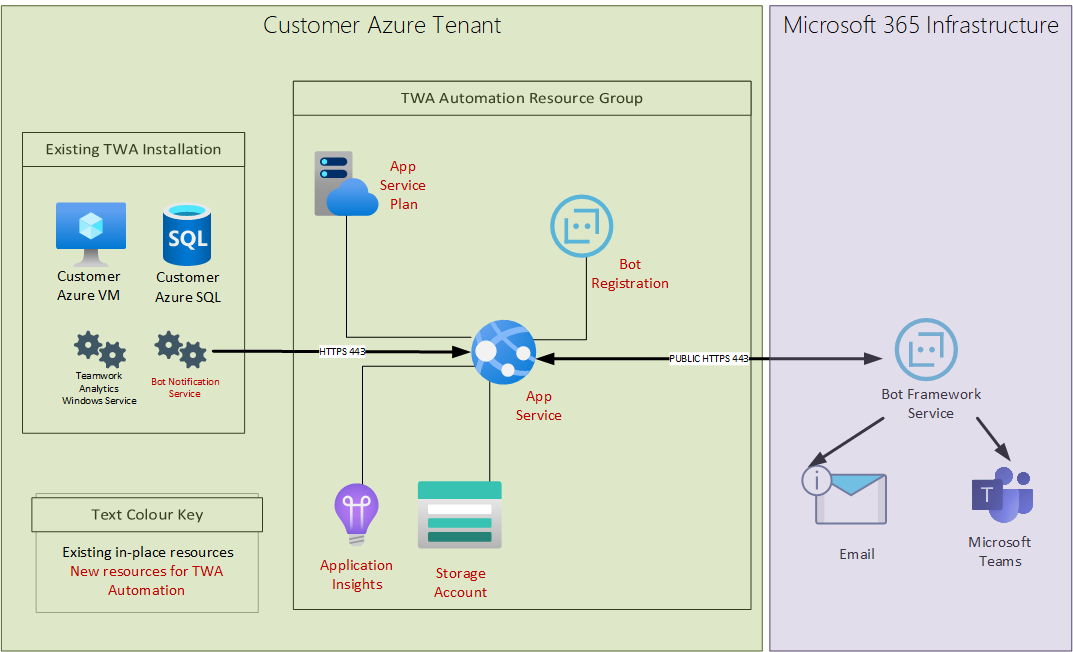 Customer Azure Tenant
Microsoft 365 Infrastructure
TWA Automation Resource Group
Existing TWA Installation
App
Service
Plan
SQL
Customer
Azure VM
Customer
Azure SQL
Bot
Registration
Teamwork
Analytics
Windows Service
Bot Notification
Service
HTTPS 443
App
Service
PUBLIC HTTPS 443
Bot Framework
Service
i
Email
T
Microsoft
Teams
Application
Insights
Storage
Account
Text Colour Key
Existing in-place resources
New resources for TWA
Automation